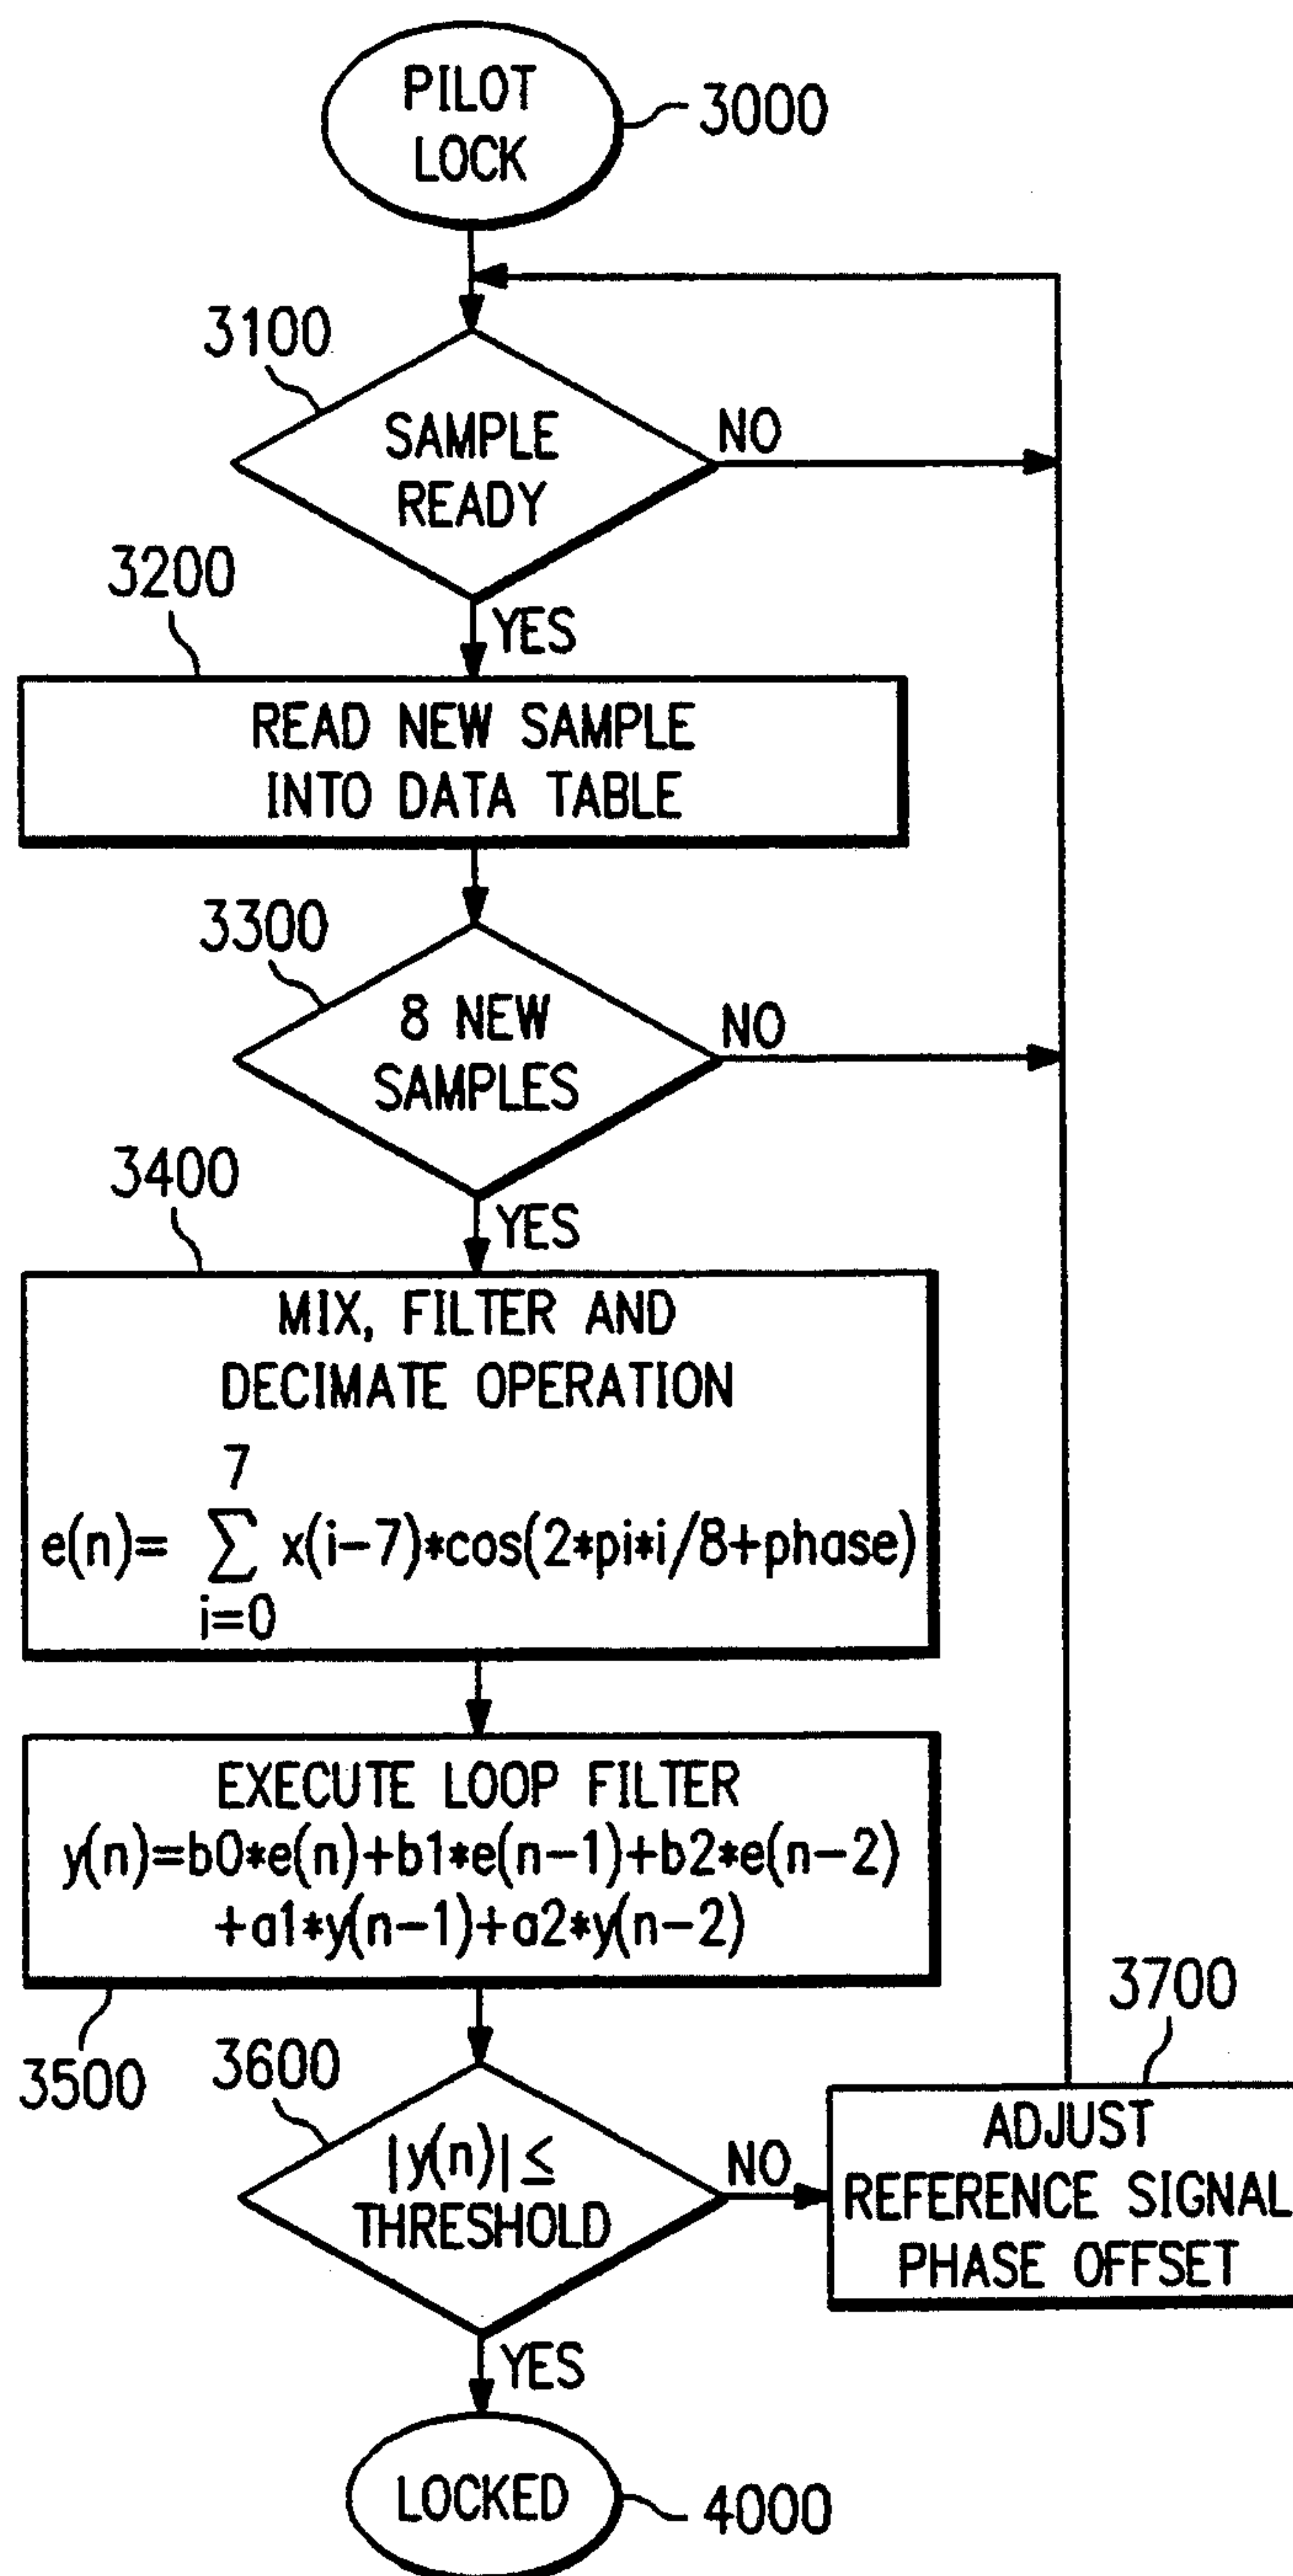 PILOT
LOCK
3000
3100
SAMPLE
READY
NO
YES
3200
READ NEW SAMPLE
INTO DATA TABLE
3300
8 NEW
SAMPLES
NO
YES
3400
MIX, FILTER AND
DECIMATE OPERATION
7
e(n)= ∑ x(i-7)*cos(2*pi*i/8+phase)
i=0
EXECUTE LOOP FILTER
y(n)=b0*e(n)+b1*e(n-1)+b2*e(n-2)
+a1*y(n-1)+a2*y(n-2)
3500
3600
|y(n)| ≤
THRESHOLD
NO
YES
3700
ADJUST
REFERENCE SIGNAL
PHASE OFFSET
LOCKED
4000